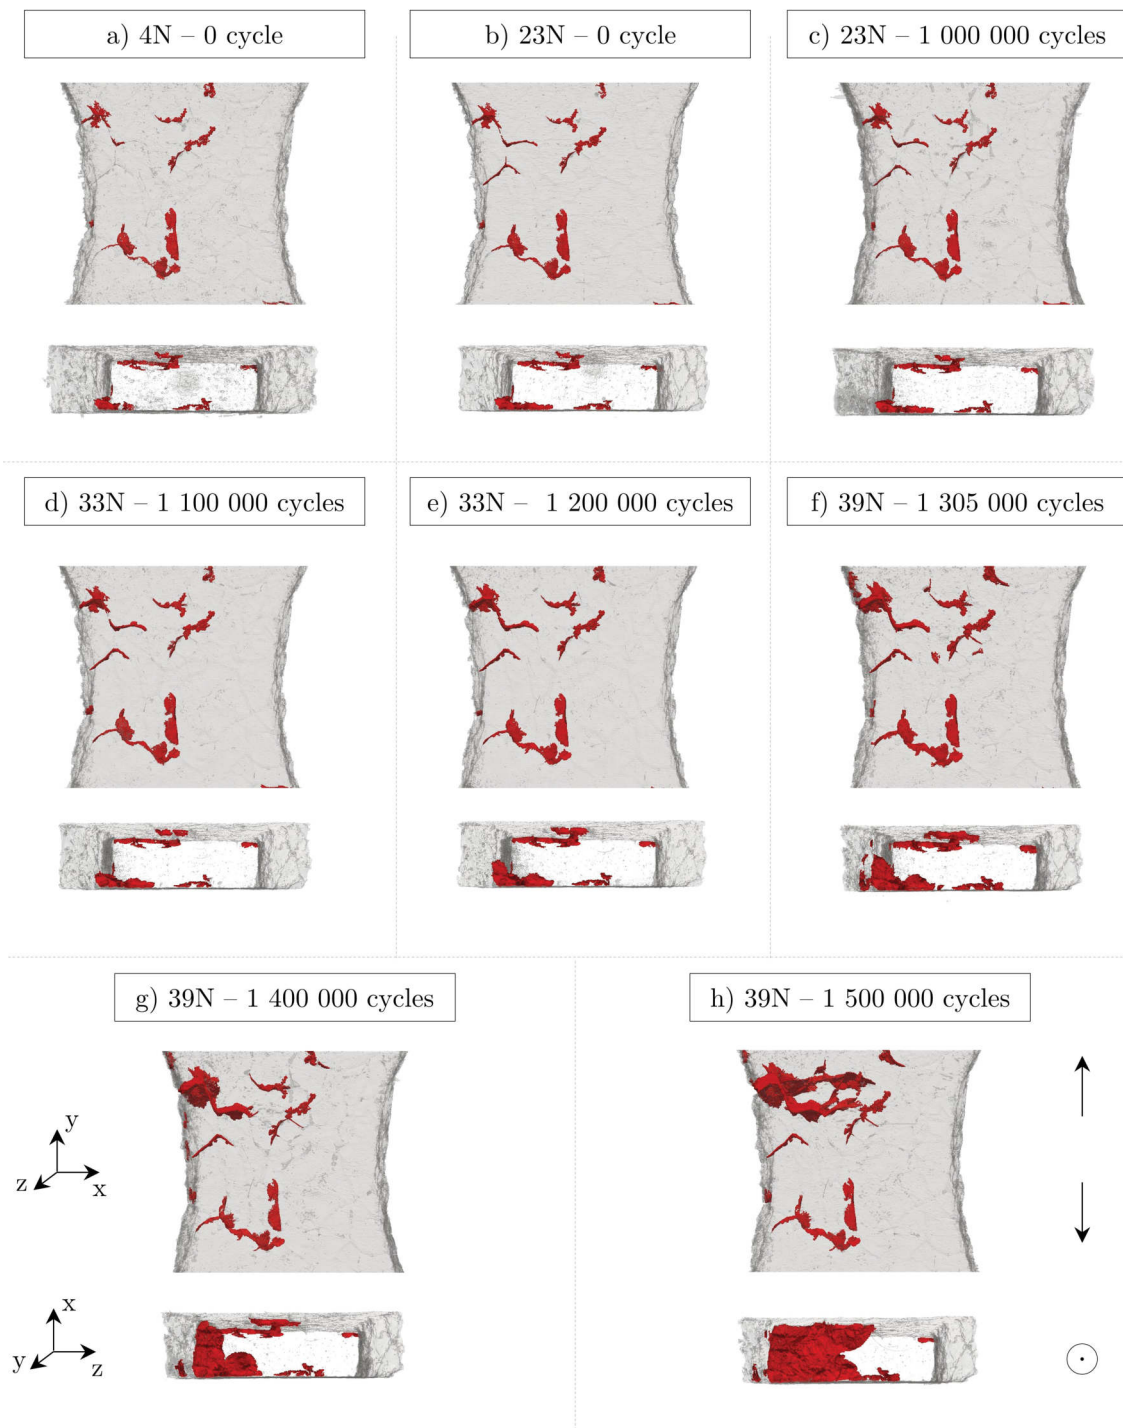 a) 4N – 0 cycle
b) 23N – 0 cycle
c) 23N – 1 000 000 cycles
d) 33N – 1 100 000 cycles
e) 33N – 1 200 000 cycles
f) 39N – 1 305 000 cycles
g) 39N – 1 400 000 cycles
h) 39N – 1 500 000 cycles
y
z
x
x
y
z